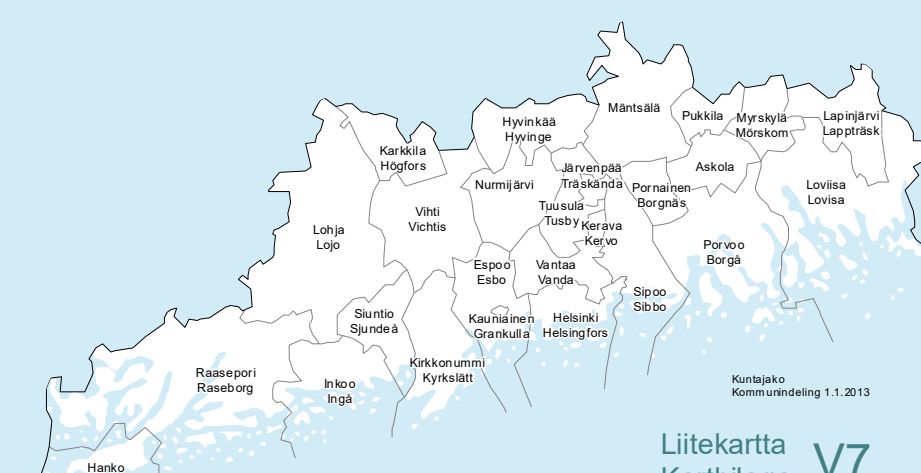 Mäntsälä
Hyvinkää
Hyvinge
Pukkila
Myrskylä
Mörskom
Lapinjärvi
Lappträsk
Karkkila
Högfors
Järvenpää
Träskända
Askola
Nurmijärvi
Pornainen
Borgnäs
Loviisa
Lovisa
Vihti
Vichtis
Tuusula
Tusby
Kerava
Kervo
Lohja
Lojo
Porvoo
Borgå
Espoo
Esbo
Vantaa
Vanda
Sipoo
Sibbo
Siuntio
Sjundeå
Kauniainen
Grankulla
Helsinki
Helsingfors
Kirkkonummi
Kyrkslätt
Raasepori
Raseborg
Inkoo
Ingå
Kuntajako
Kommunindeling 1.1.2013
Hanko
Liitekartta
V7